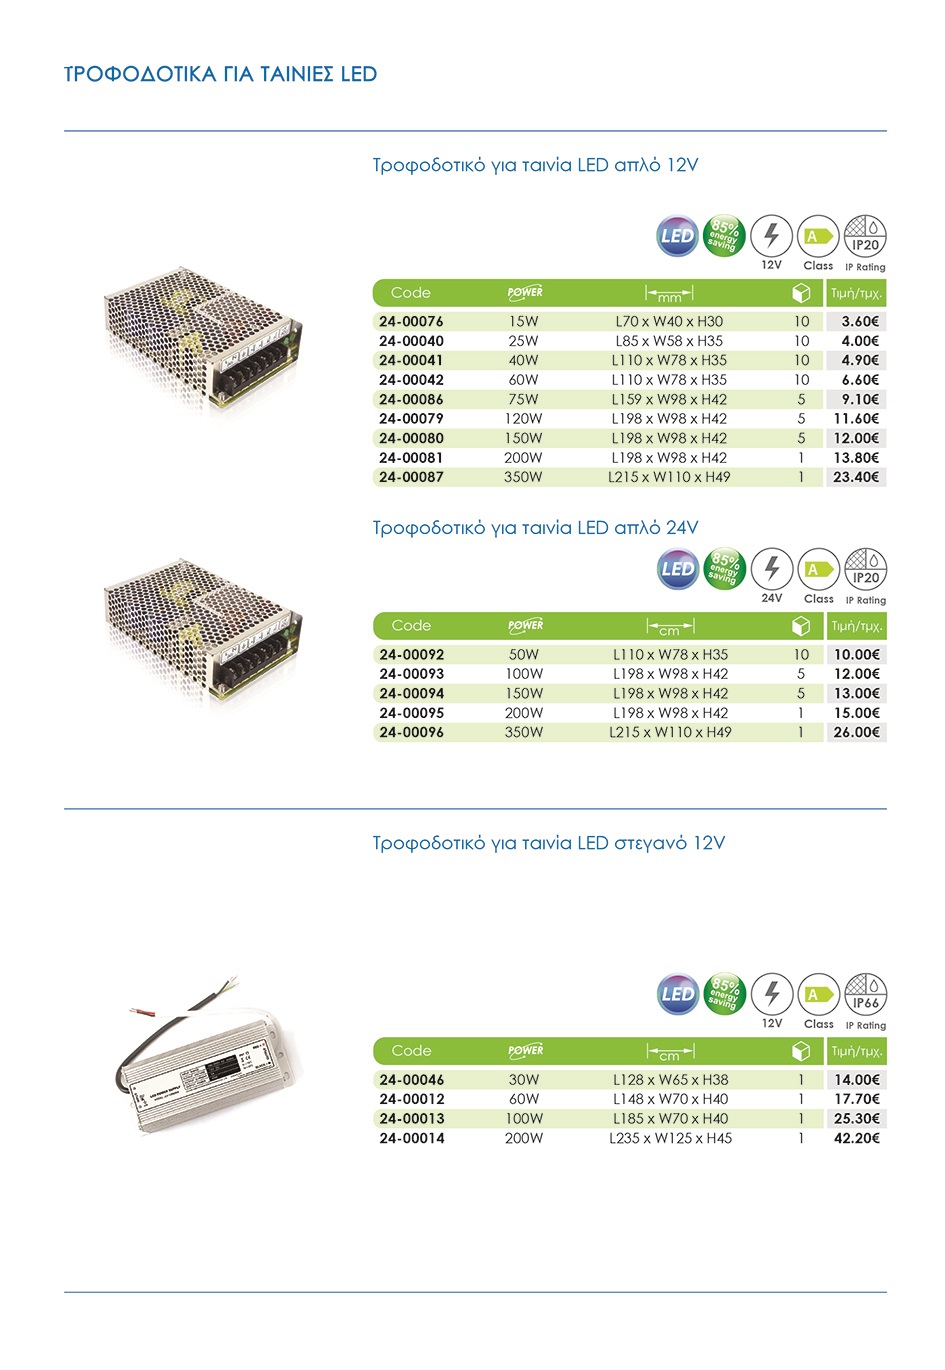 ΤΡΟΦΟΔΟΤΙΚΑ ΓΙΑ ΤΑΙΝΙΕΣ LED
Τροφοδοτικό για ταινία LED απλό 12V
LED 85% energy saving A IP20
12V Class IP Rating
Code POWER mm Τιμή/τμχ.
24-00076 15W L70 x W40 x H30 10 3.60€
24-00040 25W L85 x W58 x H35 10 4.00€
24-00041 40W L110 x W78 x H35 10 4.90€
24-00042 60W L110 x W78 x H35 10 6.60€
24-00086 75W L159 x W98 x H42 5 9.10€
24-00079 120W L198 x W98 x H42 5 11.60€
24-00080 150W L198 x W98 x H42 5 12.00€
24-00081 200W L198 x W98 x H42 1 13.80€
24-00087 350W L215 x W110 x H49 1 23.40€
Τροφοδοτικό για ταινία LED απλό 24V
LED 85% energy saving A IP20
24V Class IP Rating
Code POWER cm Τιμή/τμχ.
24-00092 50W L110 x W78 x H35 10 10.00€
24-00093 100W L198 x W98 x H42 5 12.00€
24-00094 150W L198 x W98 x H42 5 13.00€
24-00095 200W L198 x W98 x H42 1 15.00€
24-00096 350W L215 x W110 x H49 1 26.00€
Τροφοδοτικό για ταινία LED στεγανό 12V
LED 85% energy saving A IP66
12V Class IP Rating
Code POWER cm Τιμή/τμχ.
24-00046 30W L128 x W65 x H38 1 14.00€
24-00012 60W L148 x W70 x H40 1 17.70€
24-00013 100W L185 x W70 x H40 1 25.30€
24-00014 200W L235 x W125 x H45 1 42.20€
LED POWER SUPPLY